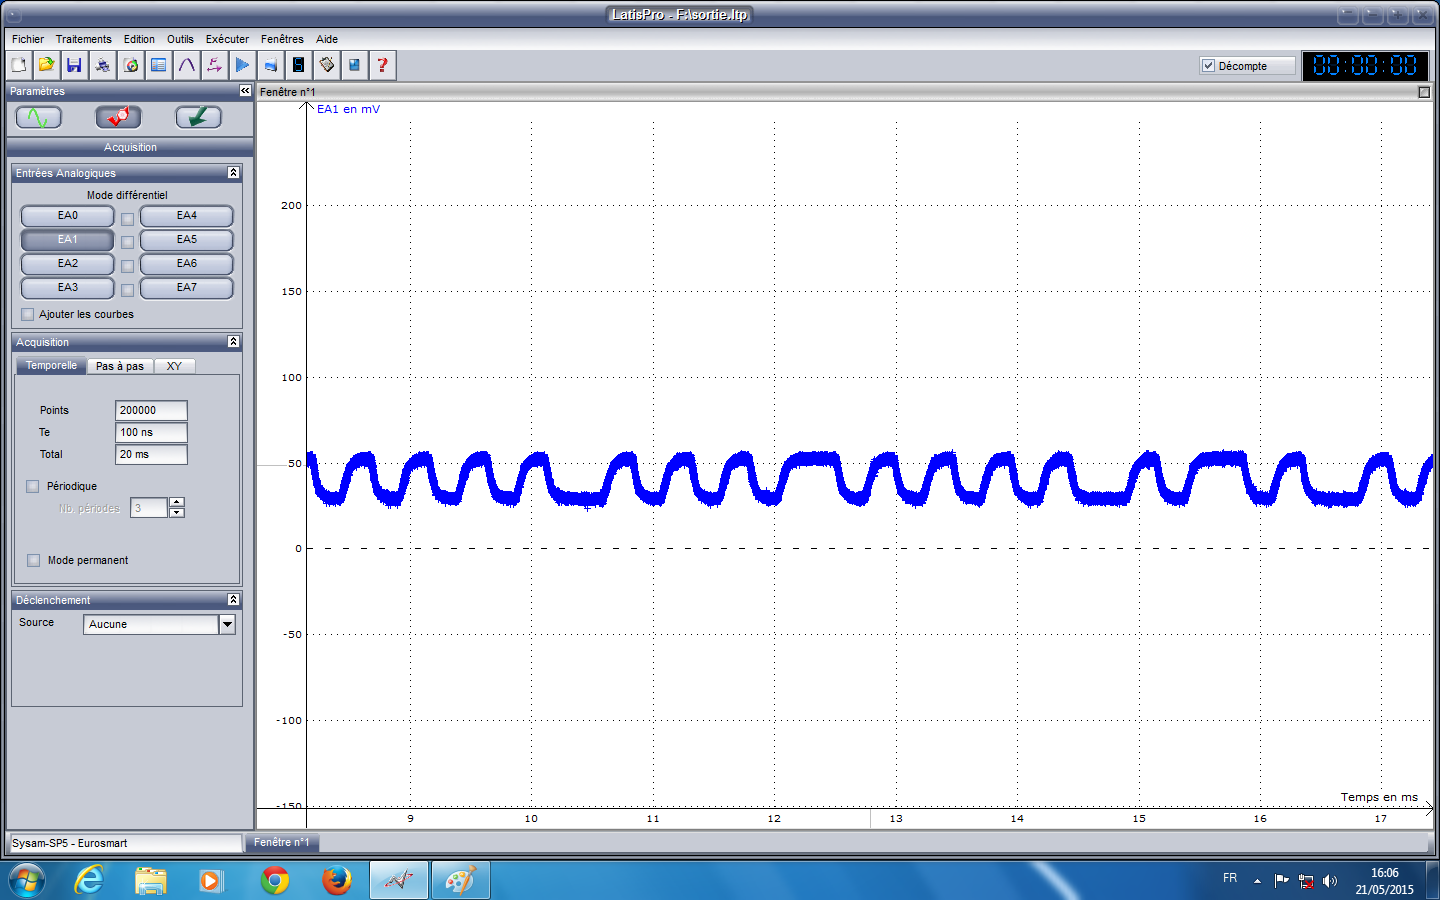 LatisPro - F:\sortie.ltp
Fichier Traitements Edition Outils Exécuter Fenêtres Aide
Décompte 00:00:00
Paramètres
Fenêtre n°1
EA1 en mV
Acquisition
Entrées Analogiques
Mode différentiel
EA0 EA4
EA1 EA5
EA2 EA6
EA3 EA7
Ajouter les courbes
Acquisition
Temporelle Pas à pas XY
Points 200000
Te 100 ns
Total 20 ms
Périodique
Nb. périodes 3
Mode permanent
Déclenchement
Source Aucune
200
150
100
50
0
-50
-100
-150
Temps en ms
9 10 11 12 13 14 15 16 17
Sysam-SP5 - Eurosmart
Fenêtre n°1
FR
16:06
21/05/2015